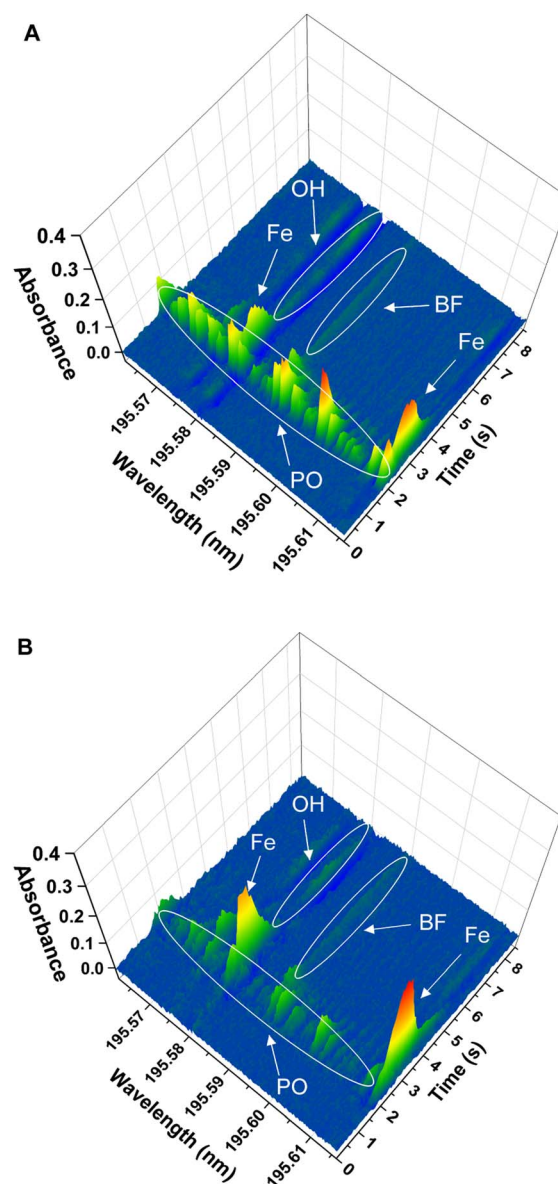 A
OH
Fe
BF
Fe
PO
0.4
0.3
0.2
0.1
0.0
Absorbance
195.57
195.58
195.59
195.60
195.61
Wavelength (nm)
0
1
2
3
4
5
6
7
8
Time (s)
B
OH
Fe
BF
Fe
PO
0.4
0.3
0.2
0.1
0.0
Absorbance
195.57
195.58
195.59
195.60
195.61
Wavelength (nm)
0
1
2
3
4
5
6
7
8
Time (s)